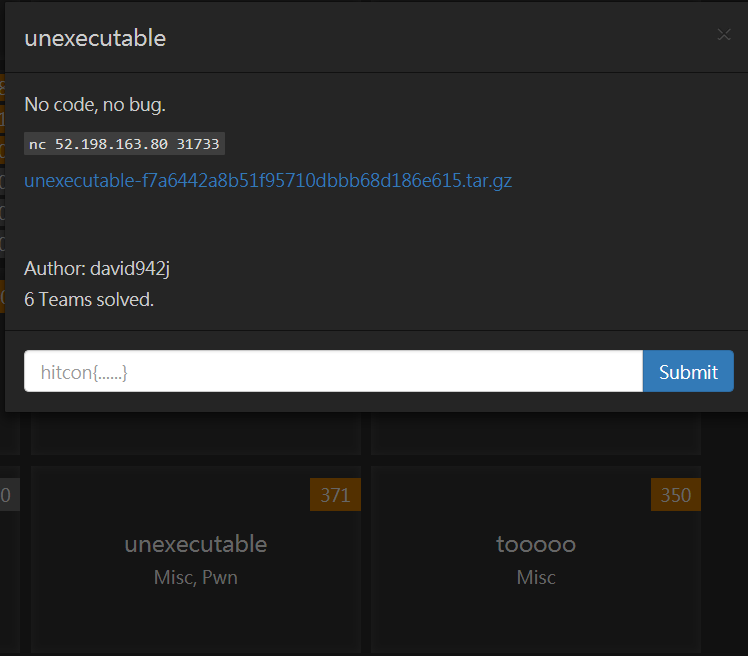 unexecutable
×
No code, no bug.
nc 52.198.163.80 31733
unexecutable-f7a6442a8b51f95710dbbb68d186e615.tar.gz
Author: david942j
6 Teams solved.
hitcon{......}
Submit
0
371
350
unexecutable
tooooo
Misc, Pwn
Misc